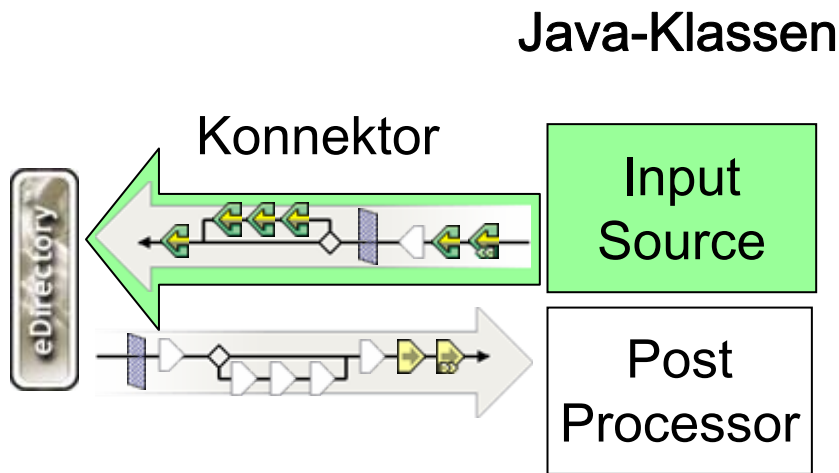 Java-Klassen
Konnektor
eDirectory
Input
Source
Post
Processor